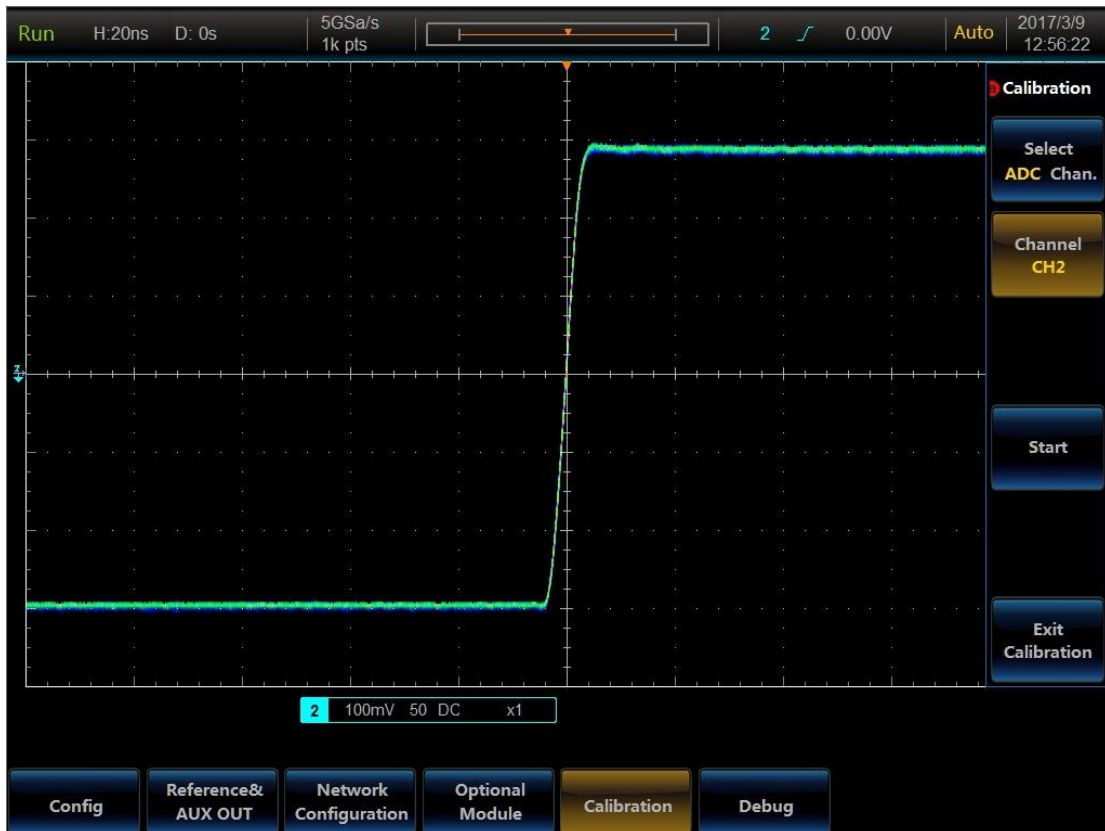 Run H:20ns D: 0s 5GSa/s 2 0.00V Auto 2017/3/9
1k pts 12:56:22
Calibration
Select
ADC Chan.
Channel
CH2
Start
Exit
Calibration
2 100mV 50 DC x1
Config
Reference&
AUX OUT
Network
Configuration
Optional
Module
Calibration
Debug